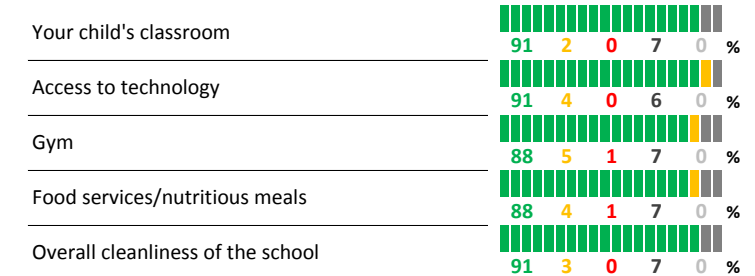 Your child's classroom
91 2 0 7 0 %
Access to technology
91 4 0 6 0 %
Gym
88 5 1 7 0 %
Food services/nutritious meals
88 4 1 7 0 %
Overall cleanliness of the school
91 3 0 7 0 %